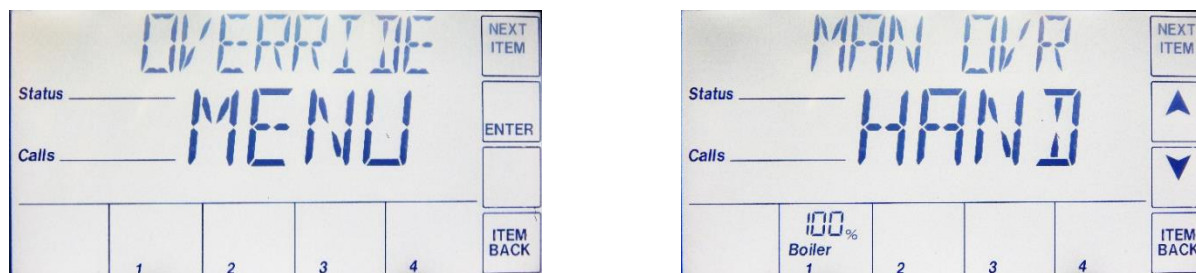 OVERRIDE
NEXT
ITEM
Status
MENU
ENTER
Calls
ITEM
BACK
1 2 3 4
MAN OVR
NEXT
ITEM
Status
HAND
Calls
100%
Boiler
ITEM
BACK
1 2 3 4